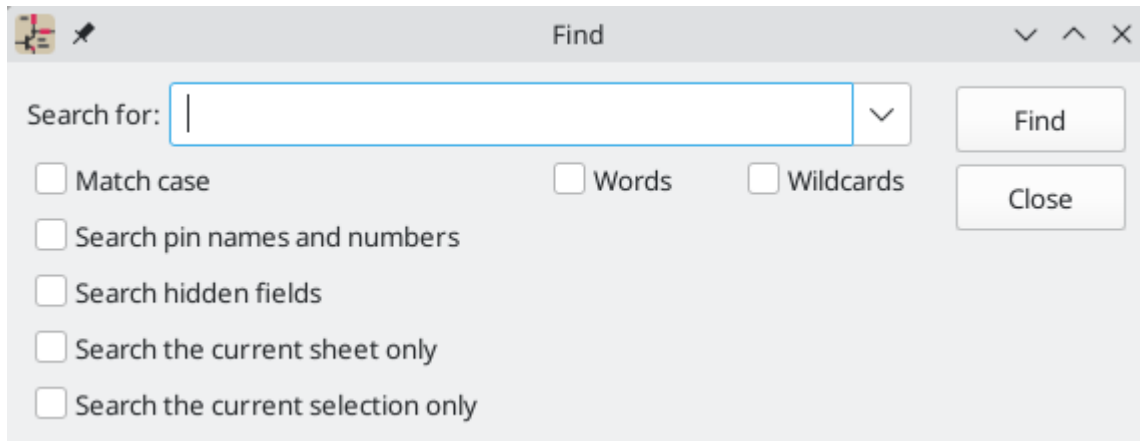 Find
Search for:
Find
Match case Words Wildcards
Close
Search pin names and numbers
Search hidden fields
Search the current sheet only
Search the current selection only